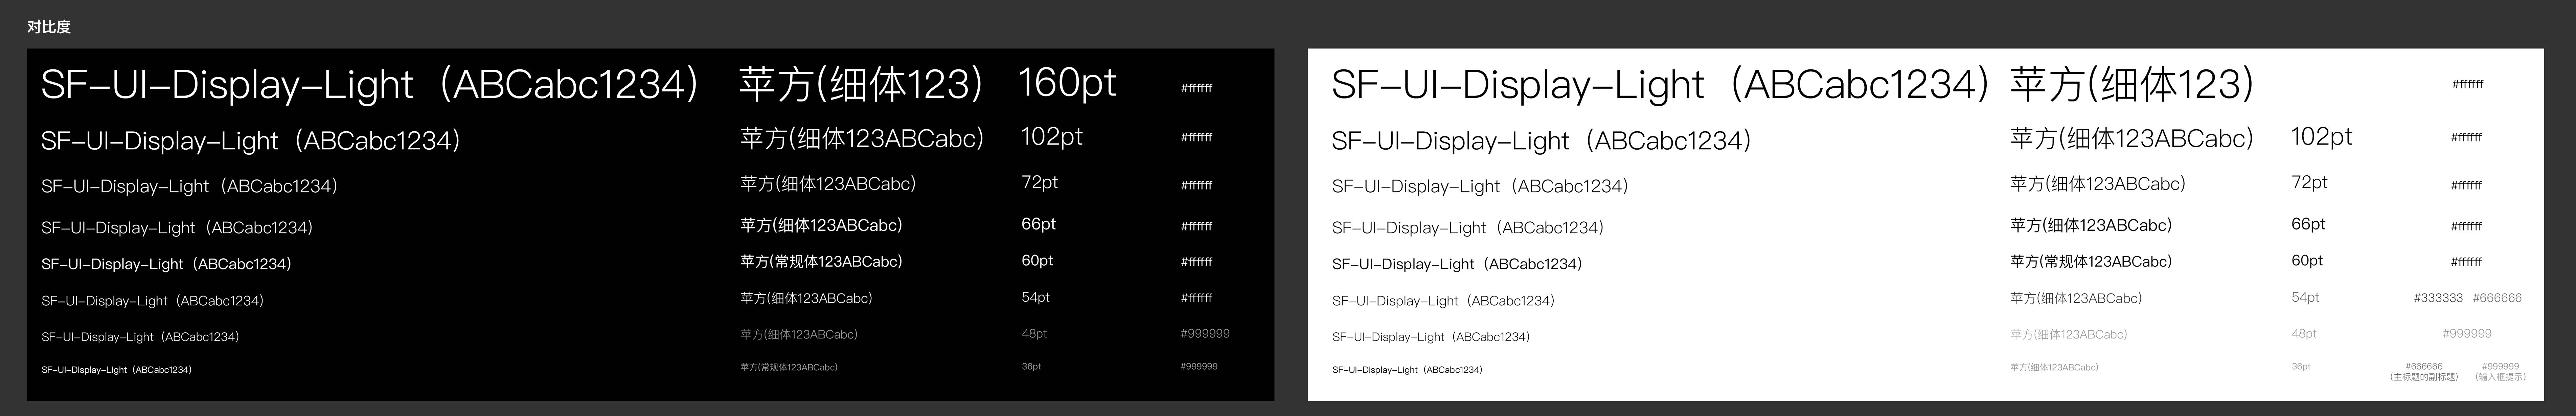 对比度
SF-UI-Display-Light（ABCabc1234） 苹方(细体123) 160pt #ffffff
SF-UI-Display-Light（ABCabc1234） 苹方(细体123ABCabc) 102pt #ffffff
SF-UI-Display-Light（ABCabc1234） 苹方(细体123ABCabc) 72pt #ffffff
SF-UI-Display-Light（ABCabc1234） 苹方(细体123ABCabc) 66pt #ffffff
SF-UI-Display-Light（ABCabc1234） 苹方(常规体123ABCabc) 60pt #ffffff
SF-UI-Display-Light（ABCabc1234） 苹方(细体123ABCabc) 54pt #ffffff
SF-UI-Display-Light（ABCabc1234） 苹方(细体123ABCabc) 48pt #999999
SF-UI-Display-Light（ABCabc1234） 苹方(常规体123ABCabc) 36pt #999999
SF-UI-Display-Light（ABCabc1234） 苹方(细体123) #ffffff
SF-UI-Display-Light（ABCabc1234） 苹方(细体123ABCabc) 102pt #ffffff
SF-UI-Display-Light（ABCabc1234） 苹方(细体123ABCabc) 72pt #ffffff
SF-UI-Display-Light（ABCabc1234） 苹方(细体123ABCabc) 66pt #ffffff
SF-UI-Display-Light（ABCabc1234） 苹方(常规体123ABCabc) 60pt #ffffff
SF-UI-Display-Light（ABCabc1234） 苹方(细体123ABCabc) 54pt #333333 #666666
SF-UI-Display-Light（ABCabc1234） 苹方(细体123ABCabc) 48pt #999999
SF-UI-Display-Light（ABCabc1234） 苹方(细体123ABCabc) 36pt #666666 #999999
（主标题的副标题） （输入框提示）